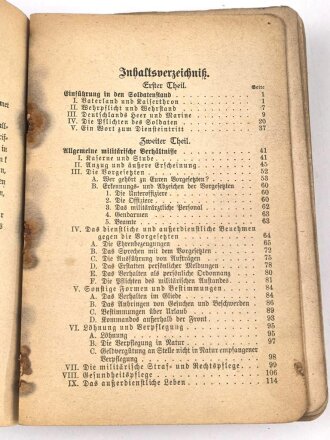 Inhaltsverzeichniß.
Erster Theil.
Seite
Einführung in den Soldatenstand 1
I. Vaterland und Kaiserthron 1
II. Wehrpflicht und Wehrstand 7
III. Deutschlands Heer und Marine 9
IV. Die Pflichten des Soldaten 20
V. Ein Wort zum Diensteintritt 37
Zweiter Theil.
Allgemeine militärische Verhältnisse 41
I. Kaserne und Stube 41
II. Anzug und äußere Erscheinung 45
III. Die Vorgesetzten 52
A. Wer gehört zu Euren Vorgesetzten? 53
B. Erkennungs- und Abzeichen der Vorgesetzten 60
1. Die Unteroffiziere 60
2. Die Offiziere 60
3. Das militärärztliche Personal 62
4. Gendarmen 63
5. Beamte 63
IV. Das dienstliche und außerdienstliche Benehmen
gegen die Vorgesetzten 64
A. Die Ehrenbezeugungen 65
B. Das Sprechen mit dem Vorgesetzten 72
C. Die Ausführung von Aufträgen 75
D. Das Gestatten persönlicher Meldungen 78
E. Das Verhalten als persönliche Ordonnanz 80
F. Die Pflichten des militärischen Anstandes 81
V. Sonstige Formen und Bestimmungen 84
A. Das Verhalten im Gliede 84
B. Das Anbringen von Gesuchen und Beschwerden 86
C. Bestimmungen über Urlaub 89
D. Kommandos außerhalb der Front 93
VI. Löhnung und Verpflegung 95
A. Löhnung 95
B. Die Verpflegung in Natur 97
C. Geldvergütung an Stelle nicht in Natur empfangener
Verpflegung 98
VII. Die militärische Straf- und Rechtspflege 99
VIII. Gesundheitspflege 106
IX. Das außerdienstliche Leben 114